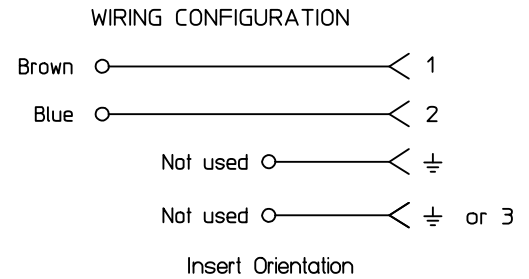 WIRING CONFIGURATION
Brown 1
Blue 2
Not used ⏚
Not used ⏚ or 3
Insert Orientation